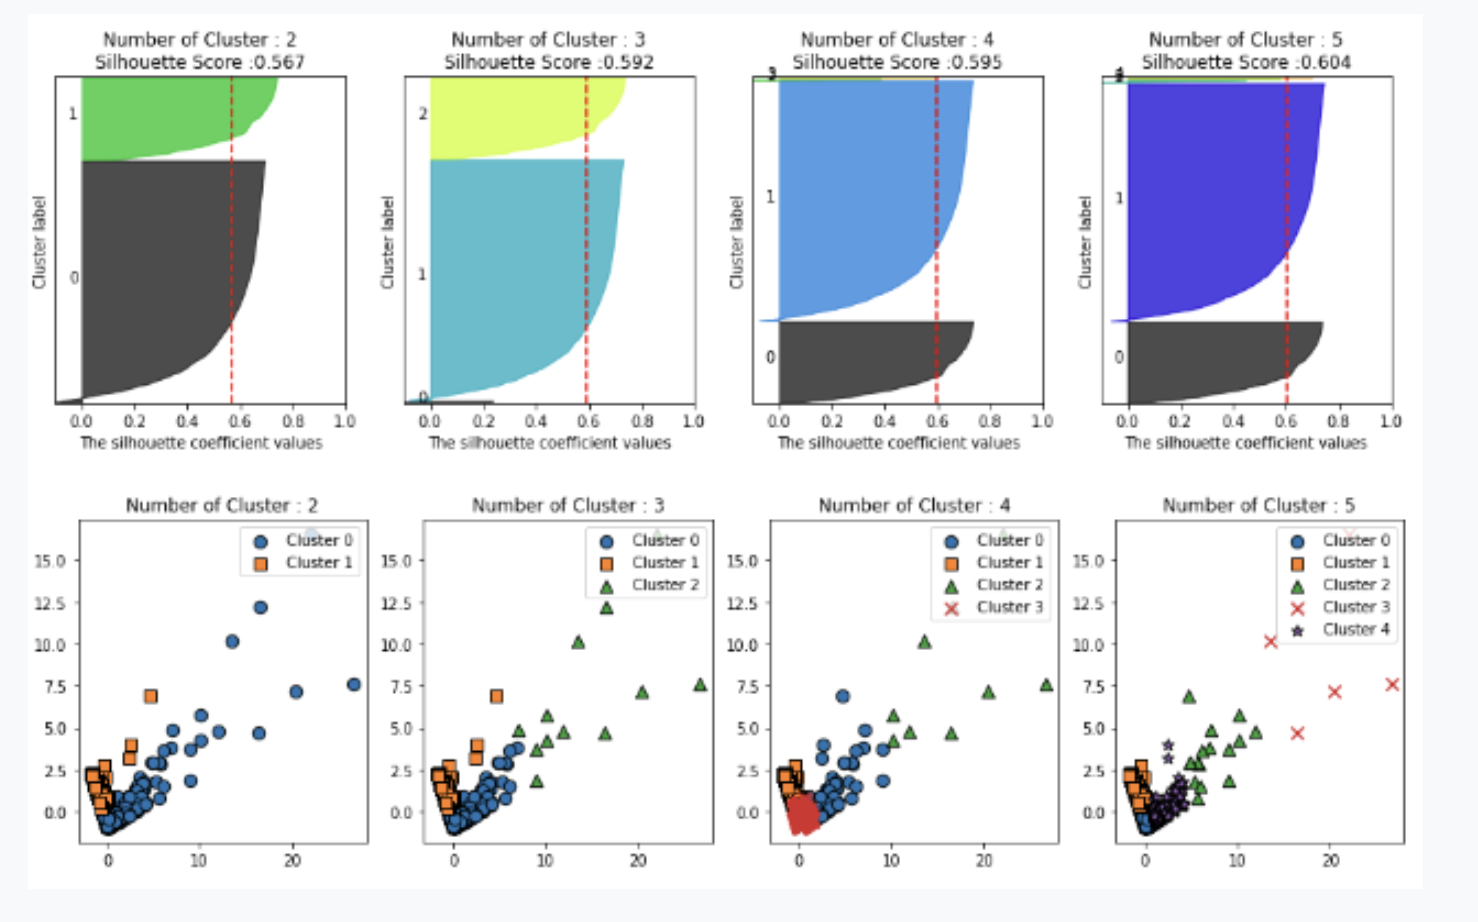 Number of Cluster : 2
Silhouette Score :0.567
1
0
Cluster label
0.0 0.2 0.4 0.6 0.8 1.0
The silhouette coefficient values
Number of Cluster : 3
Silhouette Score :0.592
2
1
0
Cluster label
0.0 0.2 0.4 0.6 0.8 1.0
The silhouette coefficient values
Number of Cluster : 4
Silhouette Score :0.595
1
0
Cluster label
0.0 0.2 0.4 0.6 0.8 1.0
The silhouette coefficient values
Number of Cluster : 5
Silhouette Score :0.604
1
0
Cluster label
0.0 0.2 0.4 0.6 0.8 1.0
The silhouette coefficient values
Number of Cluster : 2
Cluster 0
Cluster 1
15.0
12.5
10.0
7.5
5.0
2.5
0.0
0 10 20
Number of Cluster : 3
Cluster 0
Cluster 1
Cluster 2
15.0
12.5
10.0
7.5
5.0
2.5
0.0
0 10 20
Number of Cluster : 4
Cluster 0
Cluster 1
Cluster 2
Cluster 3
15.0
12.5
10.0
7.5
5.0
2.5
0.0
0 10 20
Number of Cluster : 5
Cluster 0
Cluster 1
Cluster 2
Cluster 3
Cluster 4
15.0
12.5
10.0
7.5
5.0
2.5
0.0
0 10 20